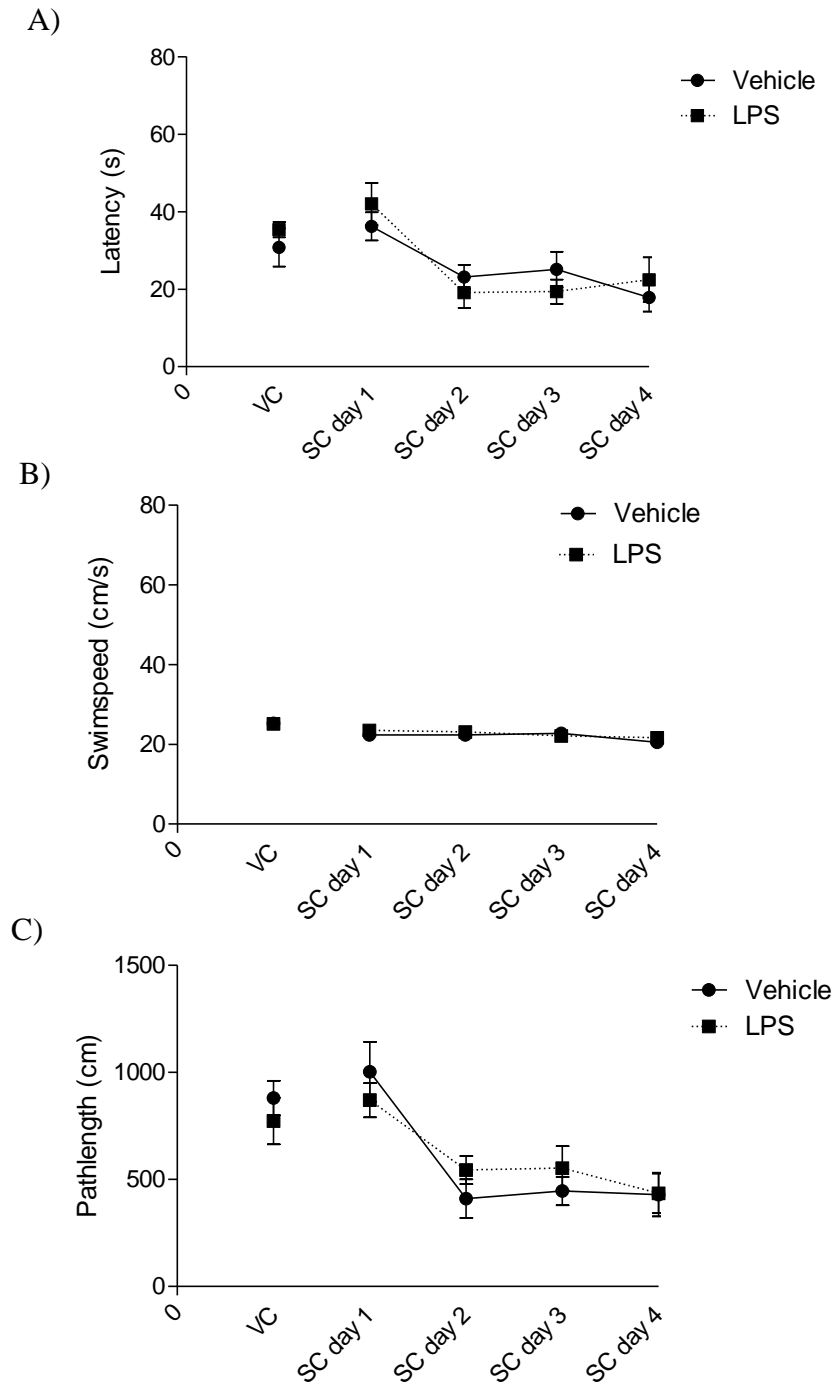 A)
80
60
40
20
0
Latency (s)
0
VC
SC day 1
SC day 2
SC day 3
SC day 4
Vehicle
LPS
B)
80
60
40
20
0
Swimspeed (cm/s)
0
VC
SC day 1
SC day 2
SC day 3
SC day 4
Vehicle
LPS
C)
1500
1000
500
0
Pathlength (cm)
0
VC
SC day 1
SC day 2
SC day 3
SC day 4
Vehicle
LPS